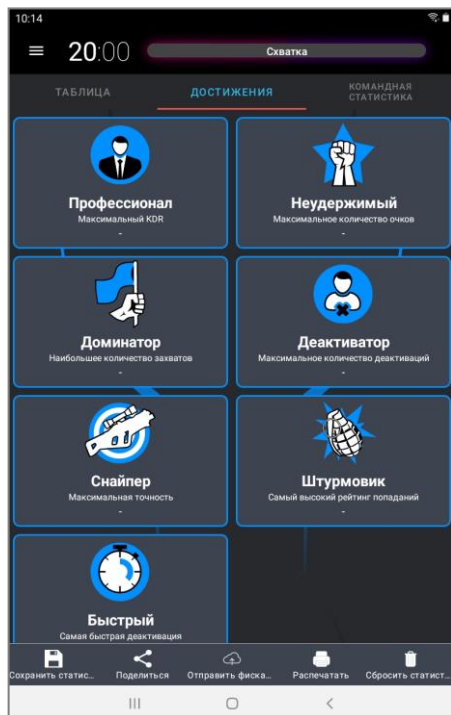 10:14
20:00
Схватка
ТАБЛИЦА
ДОСТИЖЕНИЯ
КОМАНДНАЯ
СТАТИСТИКА
Профессионал
Максимальный KDR
-
Неудержимый
Максимальное количество очков
-
Доминатор
Наибольшее количество захватов
-
Деактиватор
Максимальное количество деактиваций
-
Снайпер
Максимальная точность
-
Штурмовик
Самый высокий рейтинг попаданий
-
Быстрый
Самая быстрая деактивация
Сохранить статис...
Поделиться
Отправить фиска...
Распечатать
Сбросить статист...